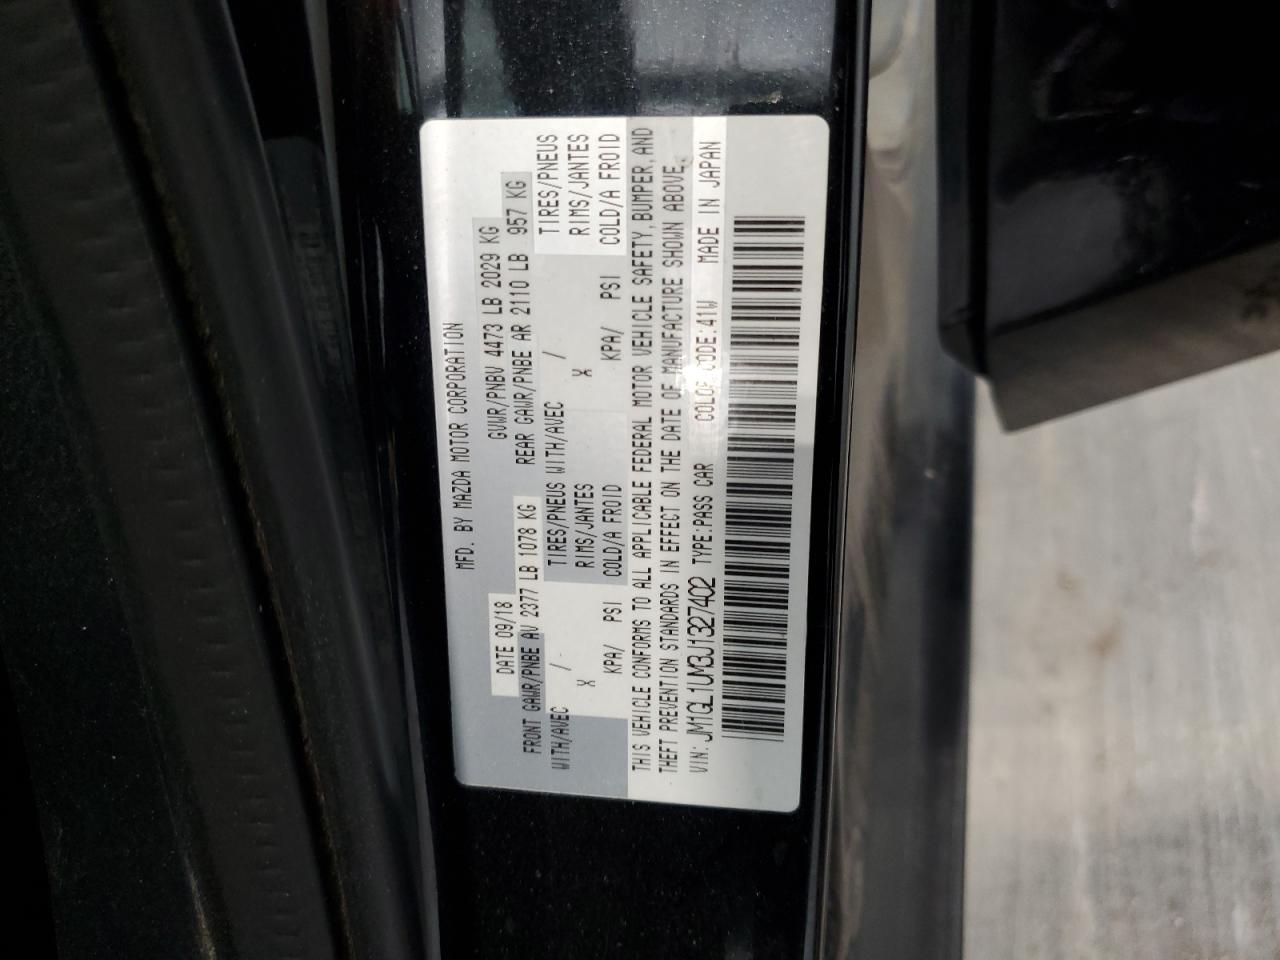 MFD. BY MAZDA MOTOR CORPORATION
DATE 09/18 GVWR/PNBV 4473 LB 2029 KG
FRONT GAWR/PNBE AV 2377 LB 1078 KG REAR GAWR/PNBE AR 2110 LB 957 KG
WITH/AVEC / TIRES/PNEUS WITH/AVEC / TIRES/PNEUS
X RIMS/JANTES X RIMS/JANTES
KPA/ PSI COLD/A FROID KPA/ PSI COLD/A FROID
THIS VEHICLE CONFORMS TO ALL APPLICABLE FEDERAL MOTOR VEHICLE SAFETY, BUMPER, AND
THEFT PREVENTION STANDARDS IN EFFECT ON THE DATE OF MANUFACTURE SHOWN ABOVE.
VIN: JM1GL1UM3J1327402 TYPE:PASS CAR COLOR CODE:41W MADE IN JAPAN